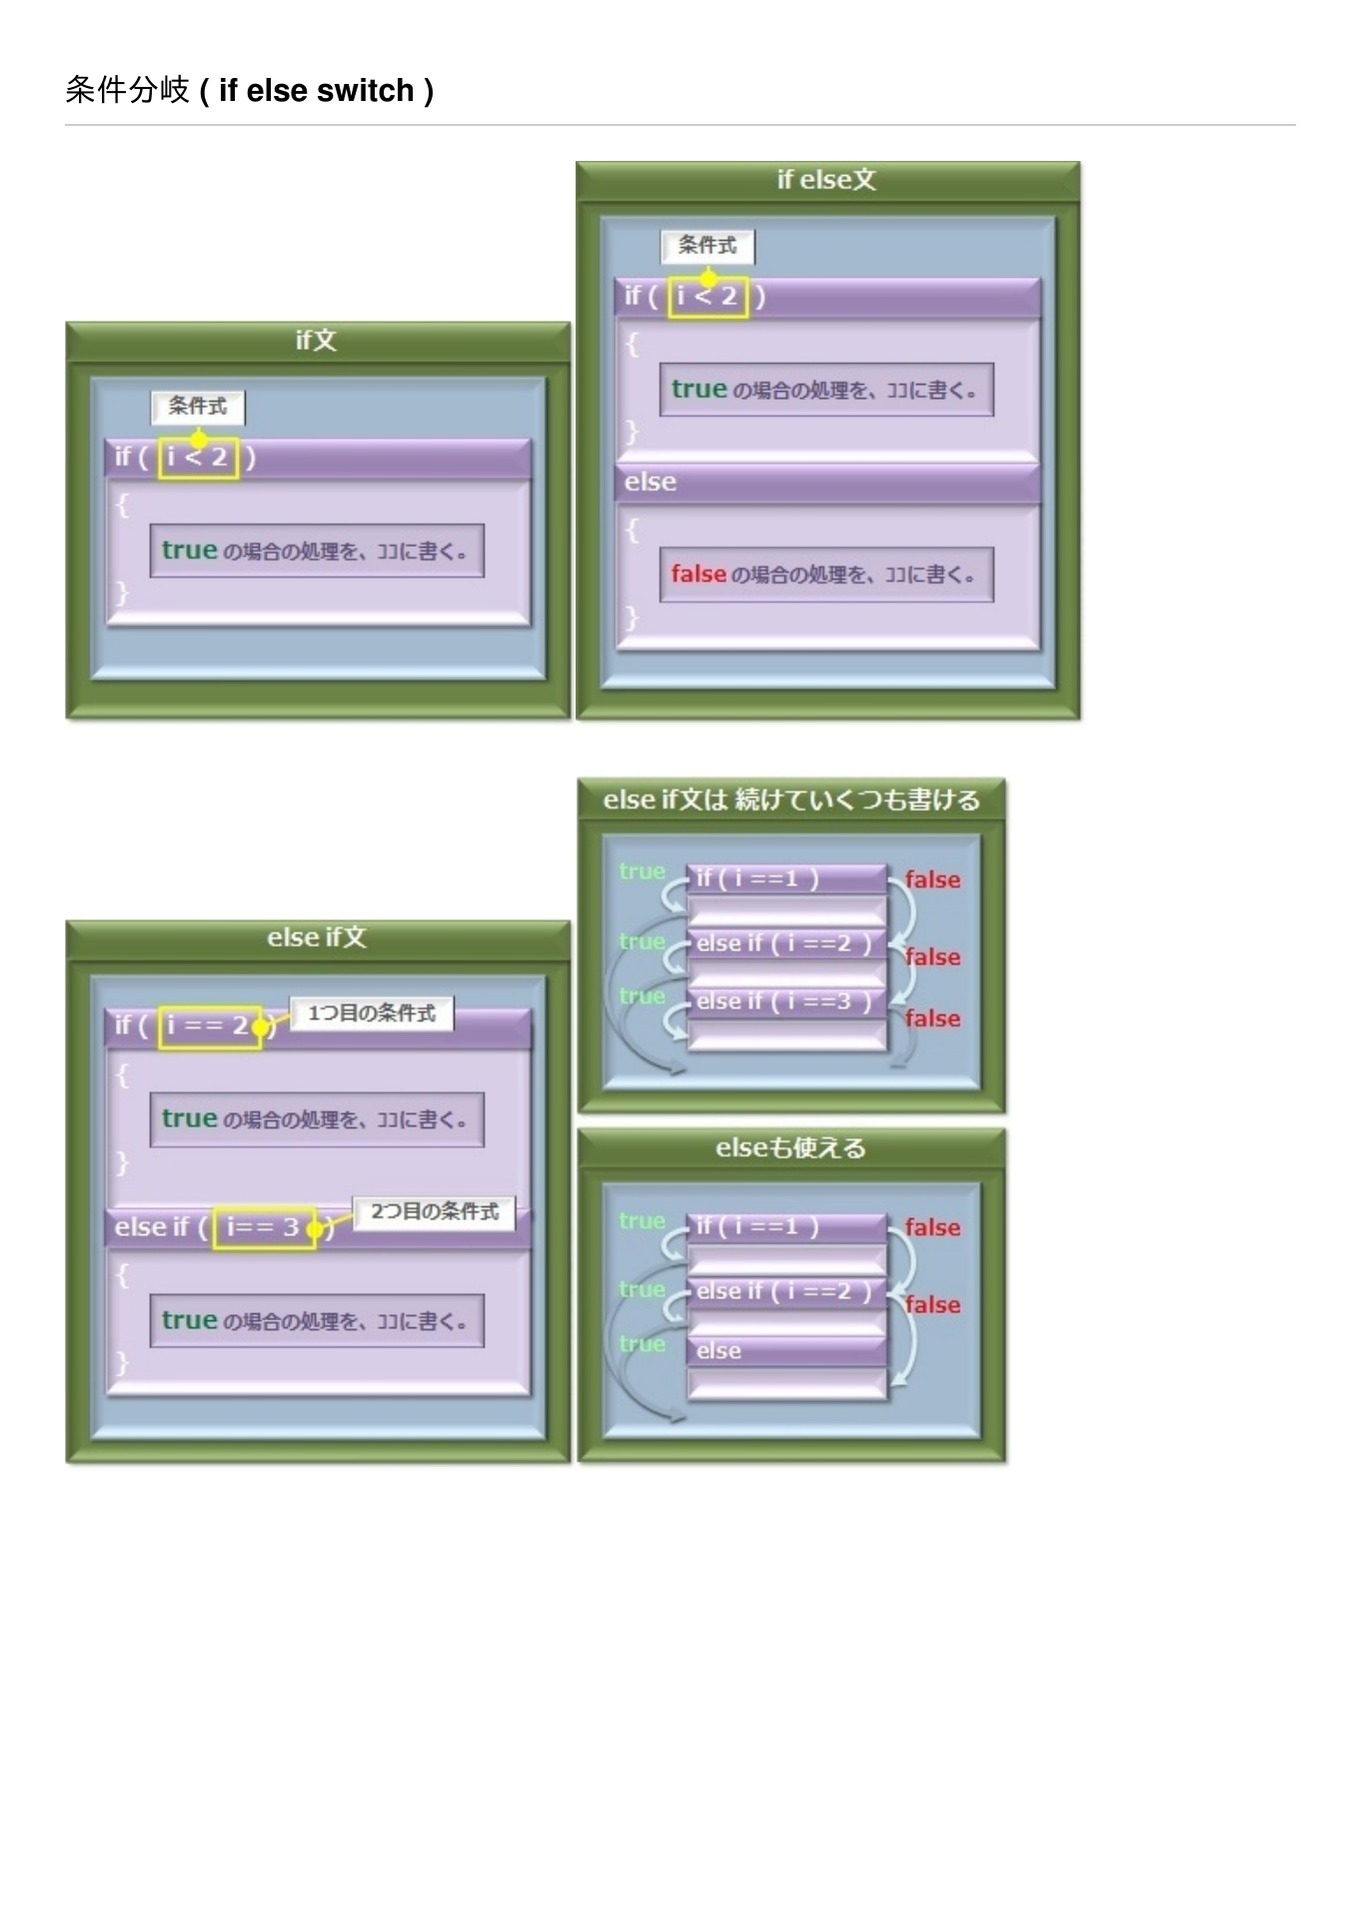 条件分岐 ( if else switch )
if文
条件式
if ( i < 2 )
{
true の場合の処理を、ココに書く。
}
if else文
条件式
if ( i < 2 )
{
true の場合の処理を、ココに書く。
}
else
{
false の場合の処理を、ココに書く。
}
else if文
1つ目の条件式
if ( i == 2 )
{
true の場合の処理を、ココに書く。
}
2つ目の条件式
else if ( i== 3 )
{
true の場合の処理を、ココに書く。
}
else if文は 続けていくつも書ける
true if ( i ==1 ) false
true else if ( i ==2 ) false
true else if ( i ==3 ) false
elseも使える
true if ( i ==1 ) false
true else if ( i ==2 ) false
true else